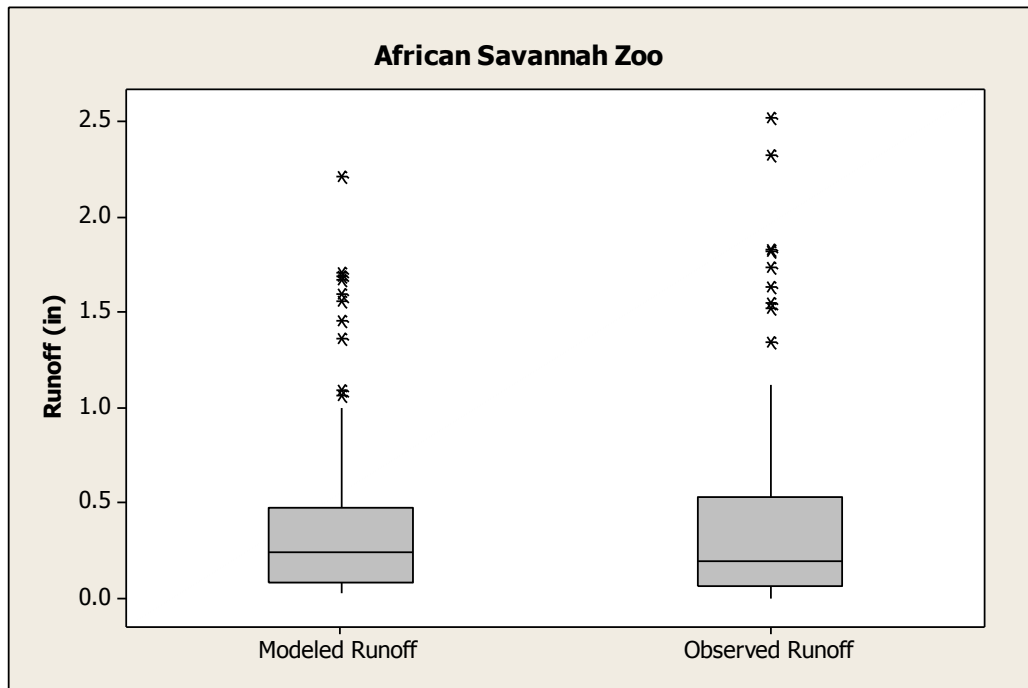 African Savannah Zoo
Runoff (in)
2.5
2.0
1.5
1.0
0.5
0.0
Modeled Runoff
Observed Runoff